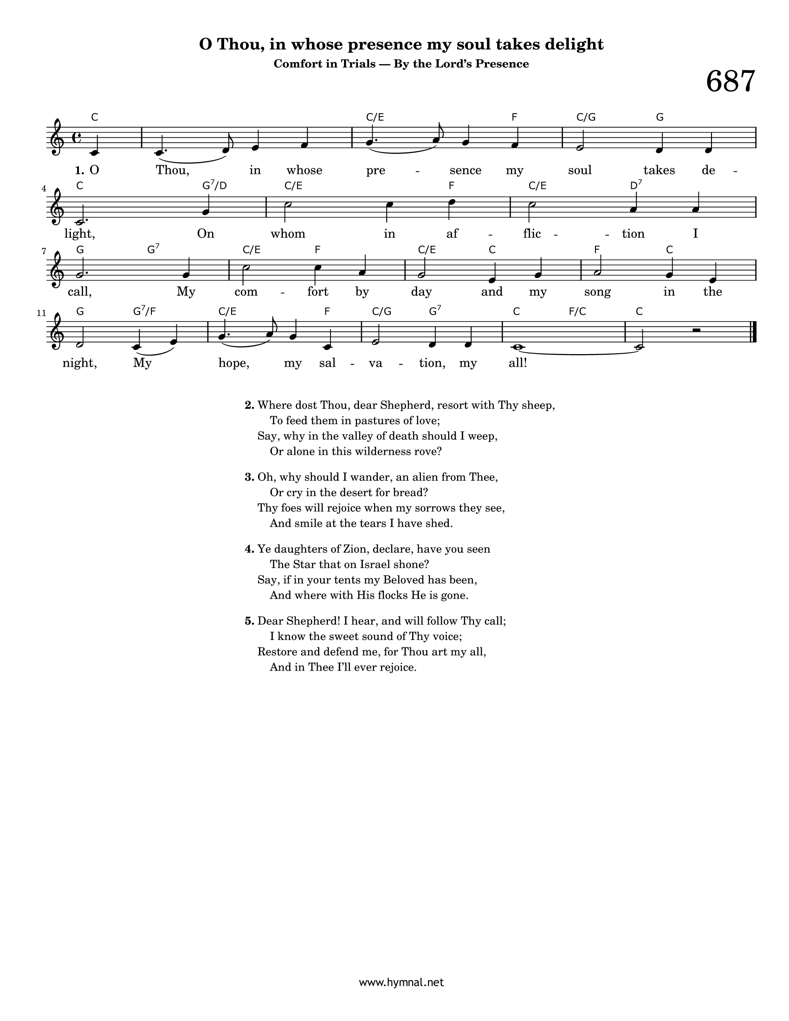 O Thou, in whose presence my soul takes delight
Comfort in Trials — By the Lord's Presence
687
C C/E F C/G G
1. O Thou, in whose pre - sence my soul takes de -
4
C G7/D C/E F C/E D7
light, On whom in af - flic - - tion I
7
G G7 C/E F C/E C F C
call, My com - fort by day and my song in the
11
G G7/F C/E F C/G G7 C F/C C
night, My hope, my sal - va - tion, my all!
2. Where dost Thou, dear Shepherd, resort with Thy sheep,
To feed them in pastures of love;
Say, why in the valley of death should I weep,
Or alone in this wilderness rove?
3. Oh, why should I wander, an alien from Thee,
Or cry in the desert for bread?
Thy foes will rejoice when my sorrows they see,
And smile at the tears I have shed.
4. Ye daughters of Zion, declare, have you seen
The Star that on Israel shone?
Say, if in your tents my Beloved has been,
And where with His flocks He is gone.
5. Dear Shepherd! I hear, and will follow Thy call;
I know the sweet sound of Thy voice;
Restore and defend me, for Thou art my all,
And in Thee I'll ever rejoice.
www.hymnal.net